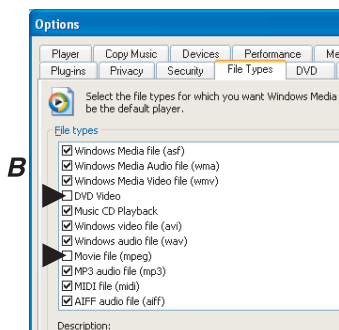 Options
Player Copy Music Devices Performance Me
Plug-ins Privacy Security File Types DVD
Select the file types for which you want Windows Media
be the default player.
File types
Windows Media file (asf)
Windows Media Audio file (wma)
Windows Media Video file (wmv)
B
DVD Video
Music CD Playback
Windows video file (avi)
Windows audio file (wav)
Movie file (mpeg)
MP3 audio file (mp3)
MIDI file (midi)
AIFF audio file (aiff)
Description: